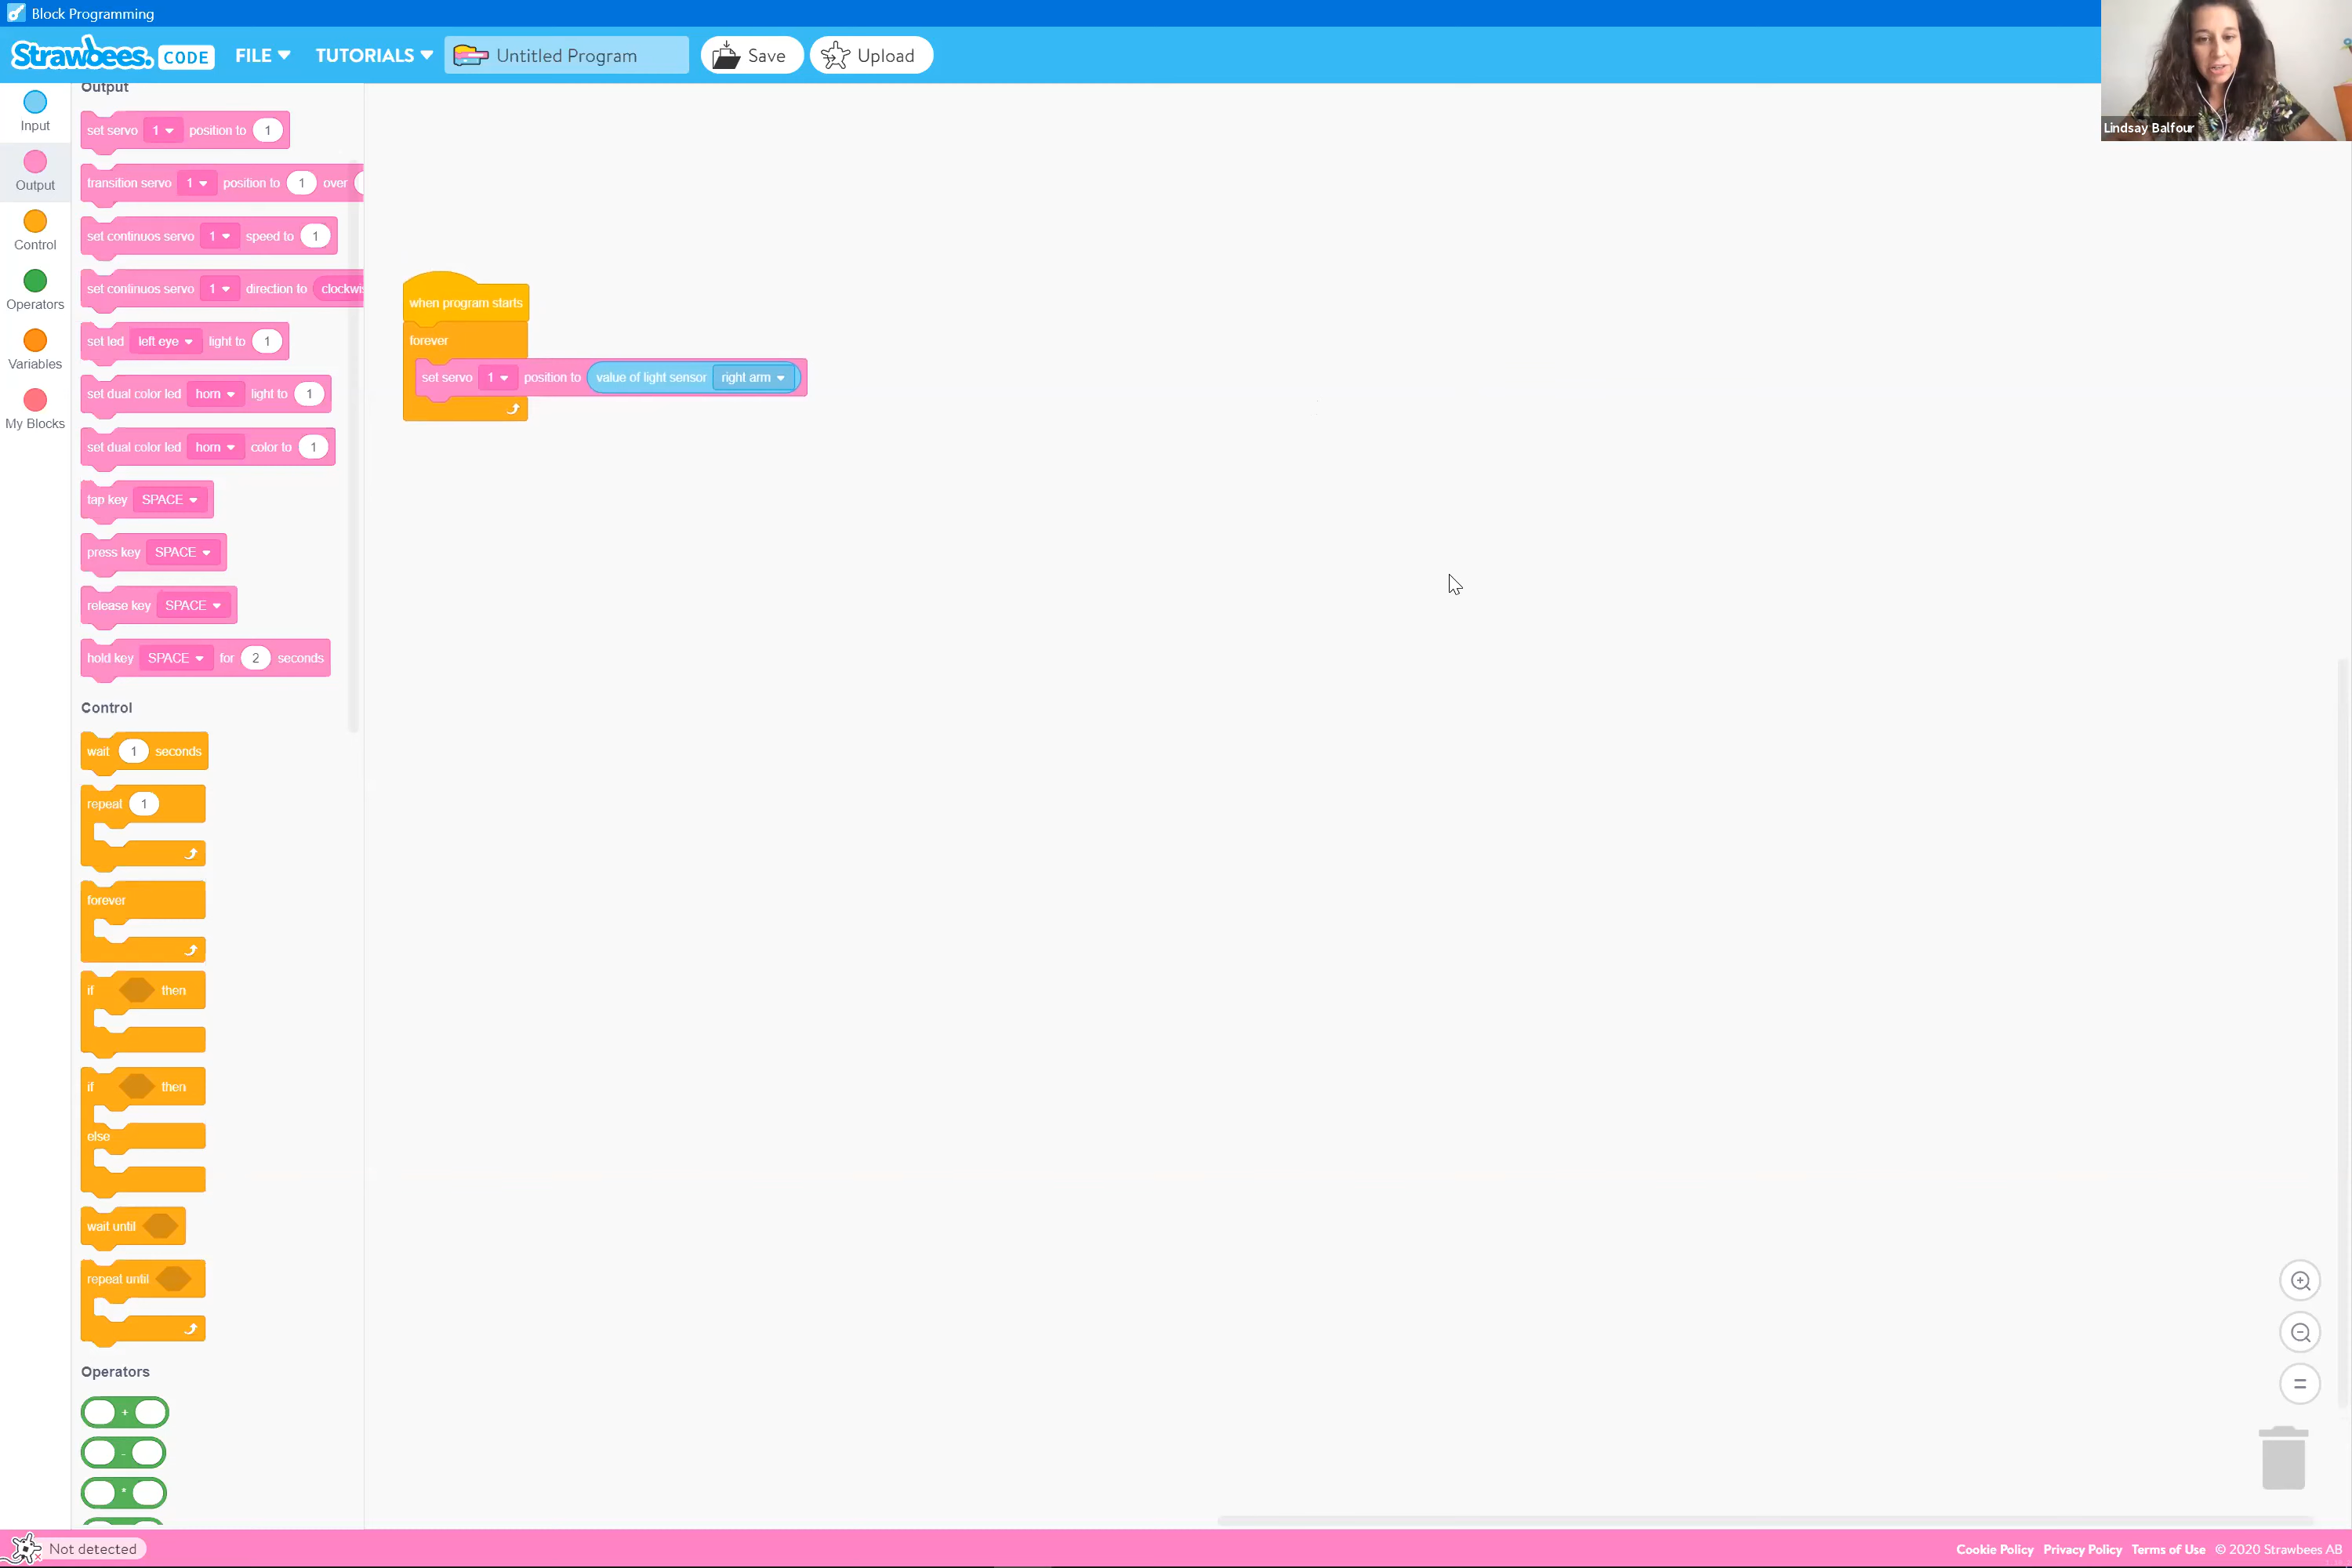 Block Programming
Strawbees CODE FILE TUTORIALS Untitled Program Save Upload
Lindsay Balfour
Input
Output
Control
Operators
Variables
My Blocks
Output
set servo 1 position to 1
transition servo 1 position to 1 over
set continuos servo 1 speed to 1
set continuos servo 1 direction to clockwi
set led left eye light to 1
set dual color led horn light to 1
set dual color led horn color to 1
tap key SPACE
press key SPACE
release key SPACE
hold key SPACE for 2 seconds
Control
wait 1 seconds
repeat 1
forever
if then
if then
else
wait until
repeat until
Operators
+
-
*
when program starts
forever
set servo 1 position to value of light sensor right arm
Not detected
Cookie Policy Privacy Policy Terms of Use © 2020 Strawbees AB